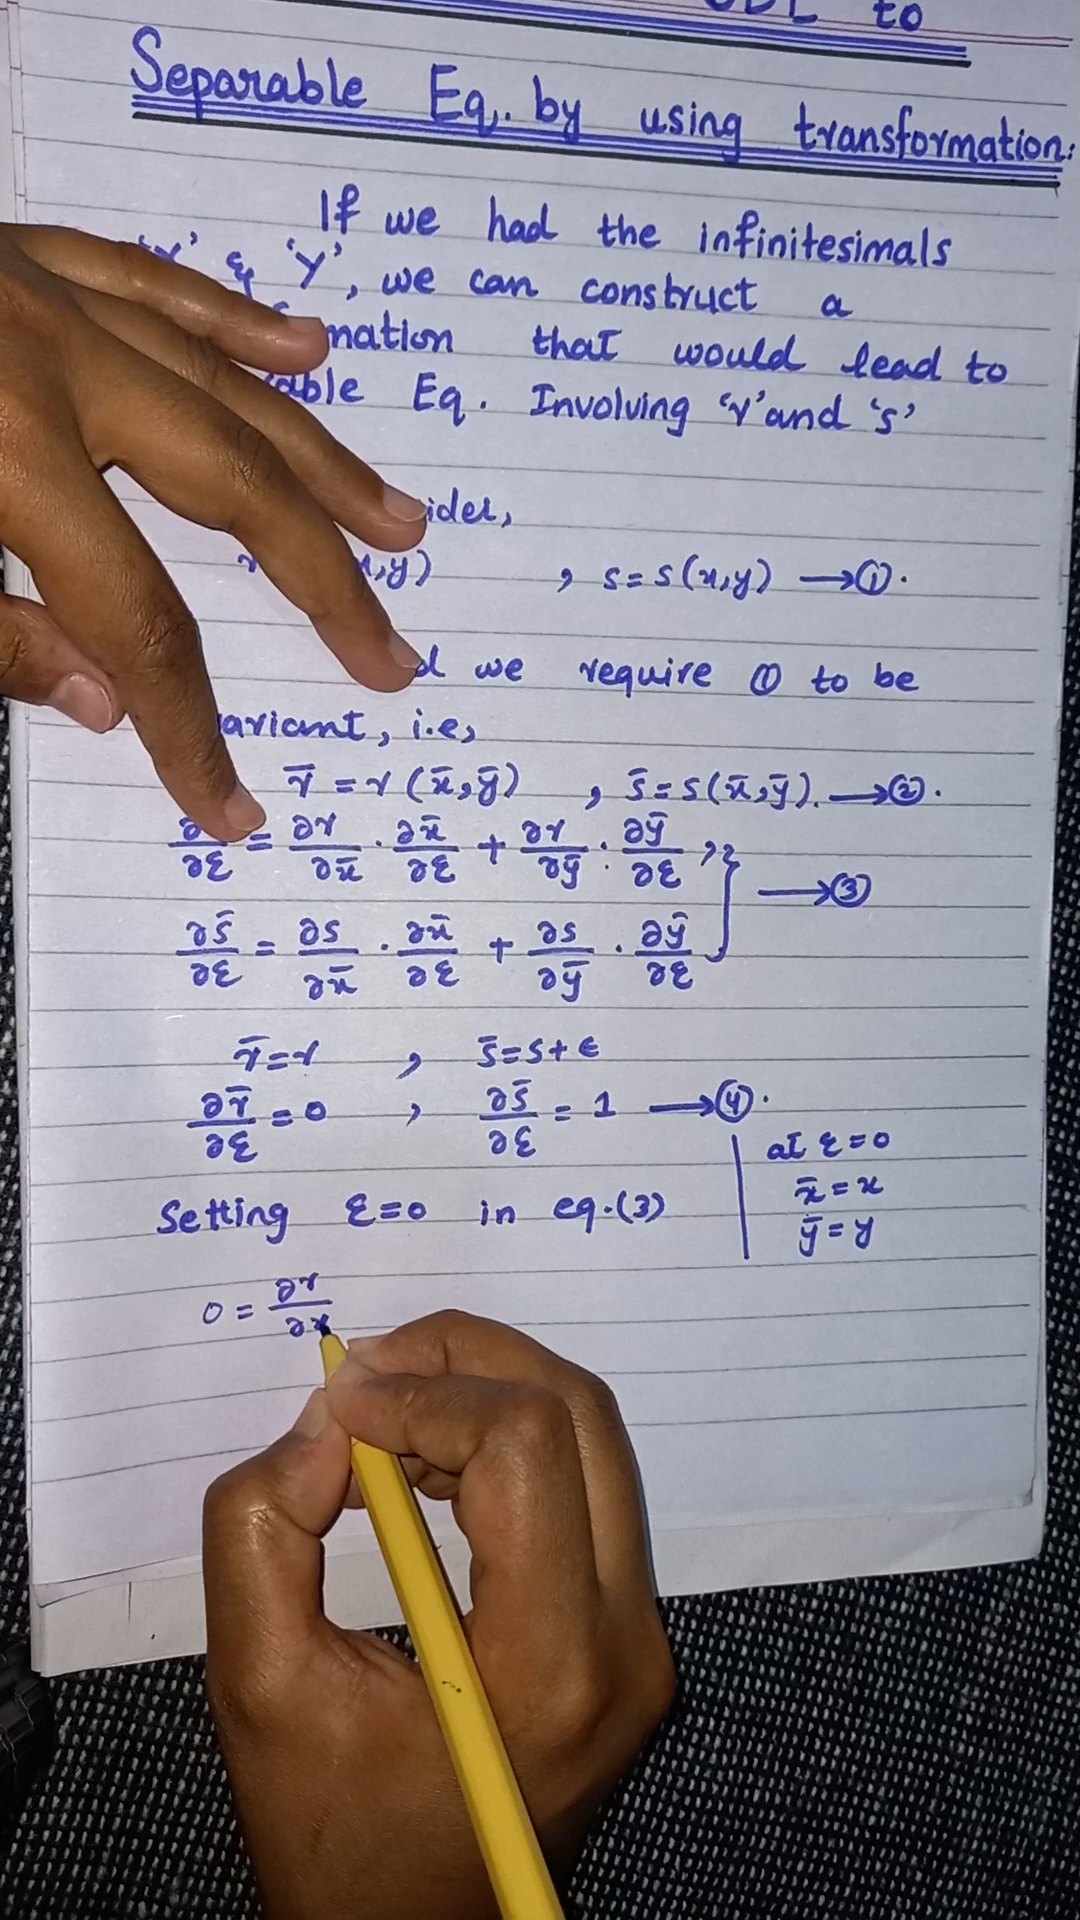 to
Separable Eq. by using transformation:
If we had the infinitesimals
& 'Y', we can construct a
mation that would lead to
able Eq. Involving 'r' and 's'
ider,
x,y) , s = s(x,y) → ①.
d we require ① to be
ariant, i.e,
r̄ = r(x̄,ȳ) , s̄ = s(x̄,ȳ). → ②.
∂/∂ε = ∂r/∂x̄ · ∂x̄/∂ε + ∂r/∂ȳ · ∂ȳ/∂ε , } → ③
∂s̄/∂ε = ∂s/∂x̄ · ∂x̄/∂ε + ∂s/∂ȳ · ∂ȳ/∂ε
r̄ = r , s̄ = s + ε
∂r̄/∂ε = 0 , ∂s̄/∂ε = 1 → ④.
at ε = 0
x̄ = x
ȳ = y
Setting ε = 0 in eq.(3)
0 = ∂r/∂x